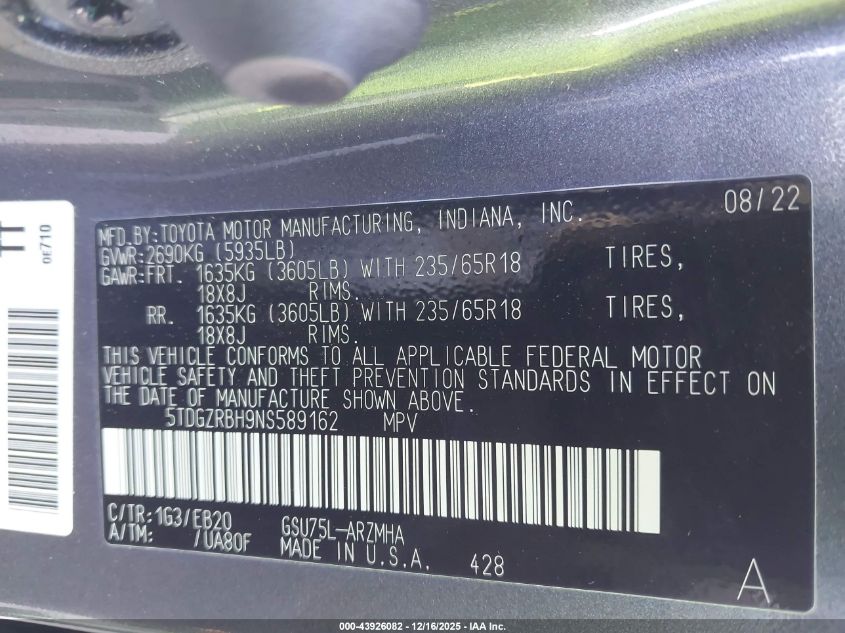 TT
0E710
08/22
MFD.BY:TOYOTA MOTOR MANUFACTURING, INDIANA, INC.
GVWR:2690KG (5935LB)
GAWR:FRT. 1635KG (3605LB) WITH 235/65R18 TIRES,
18X8J RIMS.
RR. 1635KG (3605LB) WITH 235/65R18 TIRES,
18X8J RIMS.
THIS VEHICLE CONFORMS TO ALL APPLICABLE FEDERAL MOTOR
VEHICLE SAFETY AND THEFT PREVENTION STANDARDS IN EFFECT ON
THE DATE OF MANUFACTURE SHOWN ABOVE.
5TDGZRBH9NS589162 MPV
C/TR:1G3/EB20 GSU75L-ARZMHA
A/TM: /UA80F MADE IN U.S.A. 428
A
000-43926082 - 12/16/2025 - IAA Inc.